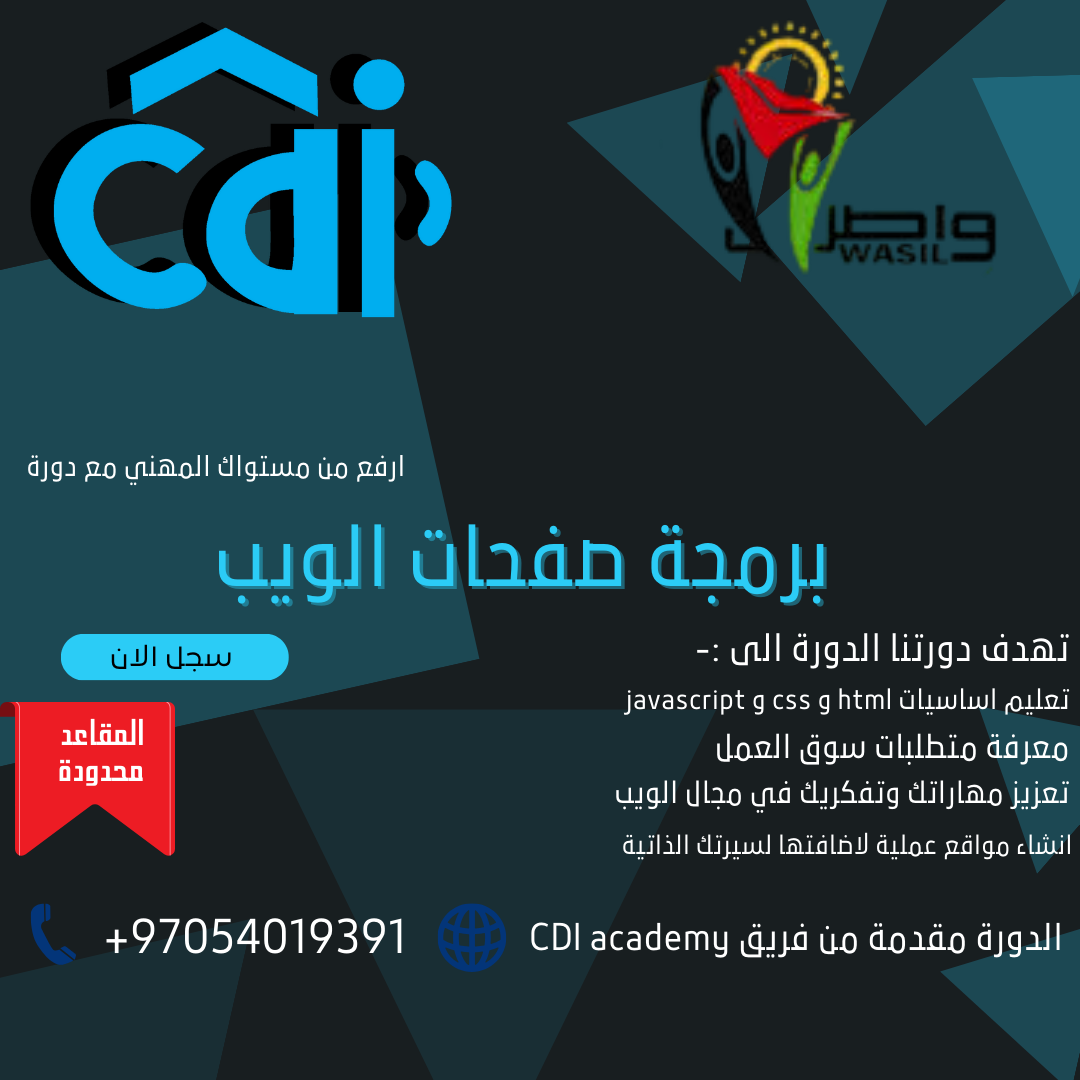 cdi
واصل
WASIL
ارفع من مستواك المهني مع دورة
برمجة صفحات الويب
تهدف دورتنا الدورة الى :-
سجل الان
تعليم اساسيات html و css و javascript
المقاعد
محدودة
معرفة متطلبات سوق العمل
تعزيز مهاراتك وتفكريك في مجال الويب
انشاء مواقع عملية لاضافتها لسيرتك الذاتية
الدورة مقدمة من فريق CDI academy
+97054019391